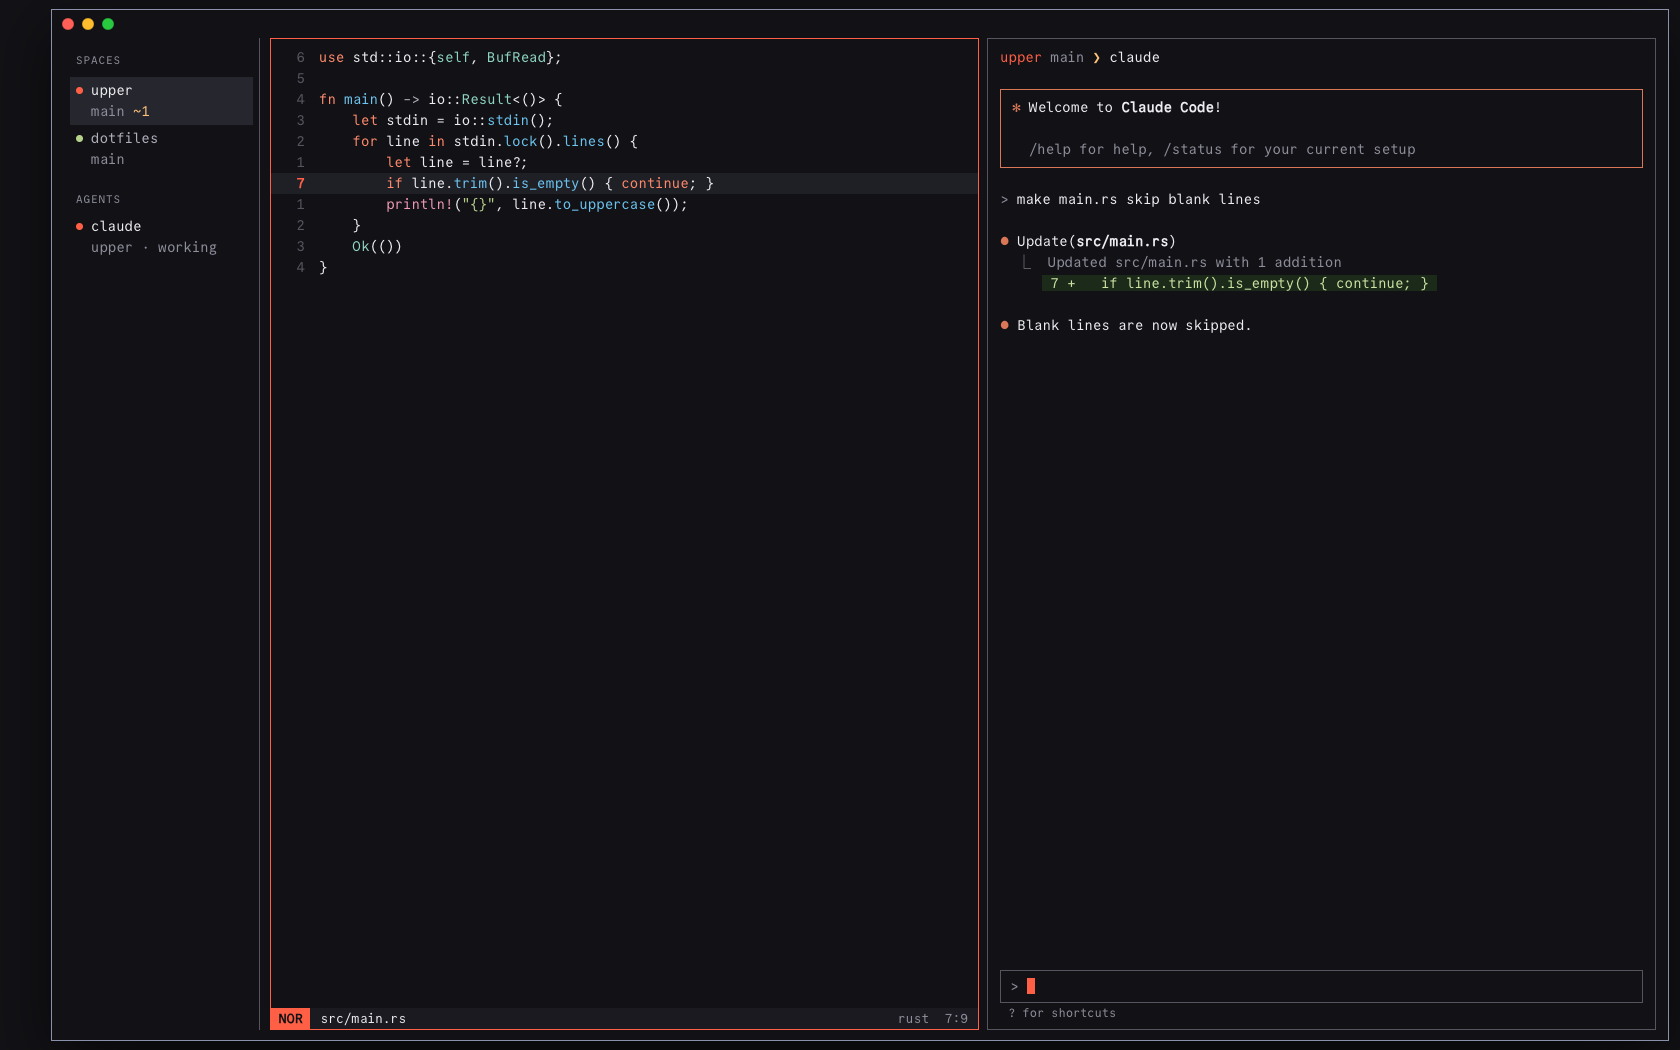 SPACES
upper
main ~1
dotfiles
main
AGENTS
claude
upper · working
6 use std::io::{self, BufRead};
5
4 fn main() -> io::Result<()> {
3     let stdin = io::stdin();
2     for line in stdin.lock().lines() {
1         let line = line?;
7         if line.trim().is_empty() { continue; }
1         println!("{}", line.to_uppercase());
2     }
3     Ok(())
4 }
NOR src/main.rs rust 7:9
upper main ❯ claude
✻ Welcome to Claude Code!
/help for help, /status for your current setup
> make main.rs skip blank lines
● Update(src/main.rs)
⎿ Updated src/main.rs with 1 addition
7 +   if line.trim().is_empty() { continue; }
● Blank lines are now skipped.
>
? for shortcuts